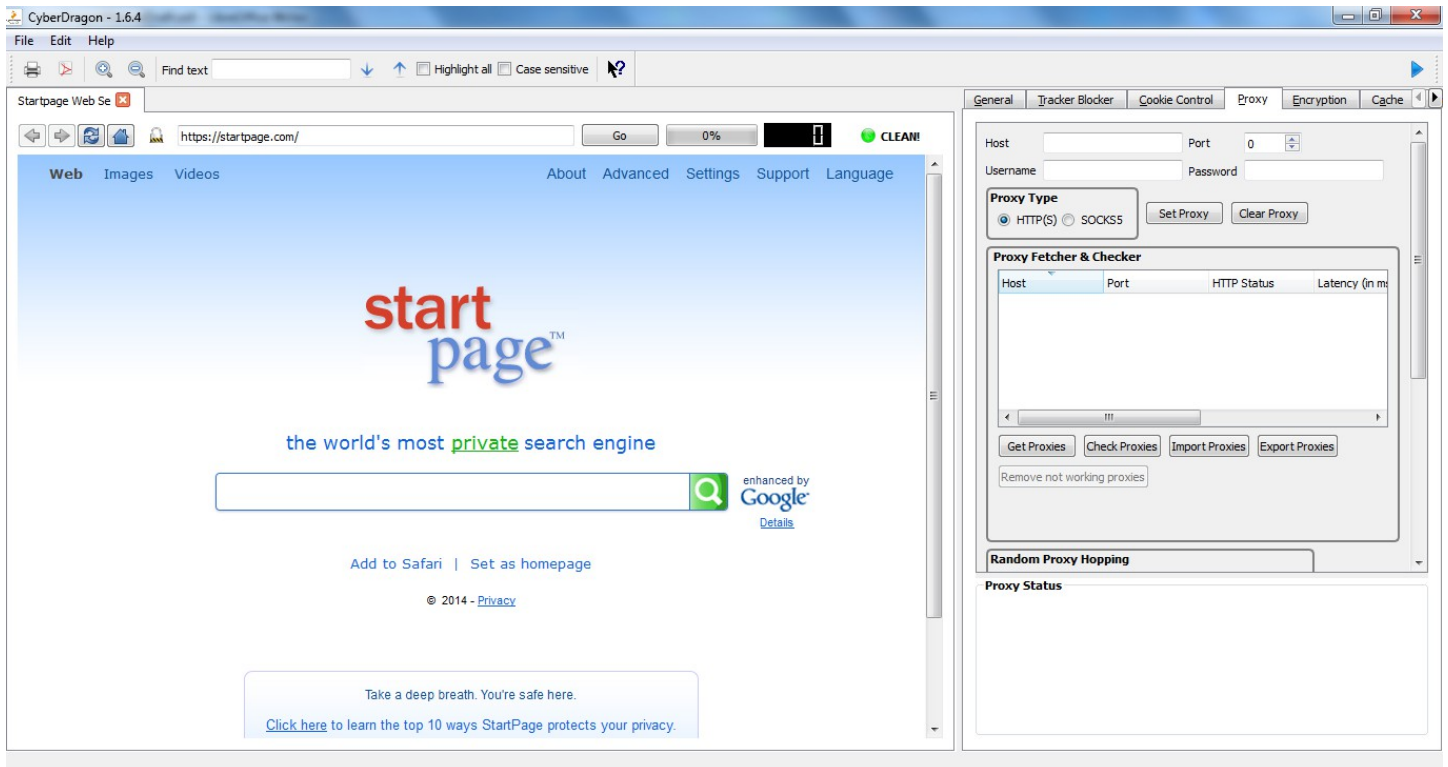 CyberDragon - 1.6.4
File Edit Help
Find text Highlight all Case sensitive
Startpage Web Se
https://startpage.com/ Go 0% 0 CLEAN!
Web Images Videos About Advanced Settings Support Language
start
page™
the world's most private search engine
enhanced by
Google
Details
Add to Safari | Set as homepage
© 2014 - Privacy
Take a deep breath. You're safe here.
Click here to learn the top 10 ways StartPage protects your privacy.
General Tracker Blocker Cookie Control Proxy Encryption Cache
Host Port 0
Username Password
Proxy Type
HTTP(S) SOCKS5 Set Proxy Clear Proxy
Proxy Fetcher & Checker
Host Port HTTP Status Latency (in ms
Get Proxies Check Proxies Import Proxies Export Proxies
Remove not working proxies
Random Proxy Hopping
Proxy Status